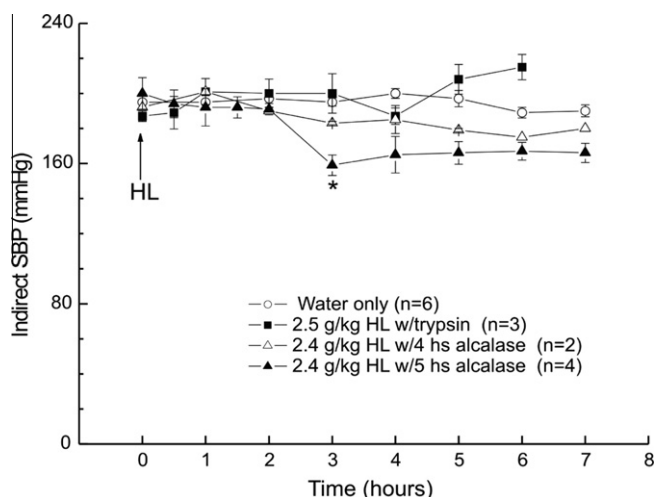 240
160
80
0
Indirect SBP (mmHg)
HL
*
Water only (n=6)
2.5 g/kg HL w/trypsin (n=3)
2.4 g/kg HL w/4 hs alcalase (n=2)
2.4 g/kg HL w/5 hs alcalase (n=4)
0 1 2 3 4 5 6 7
Time (hours)